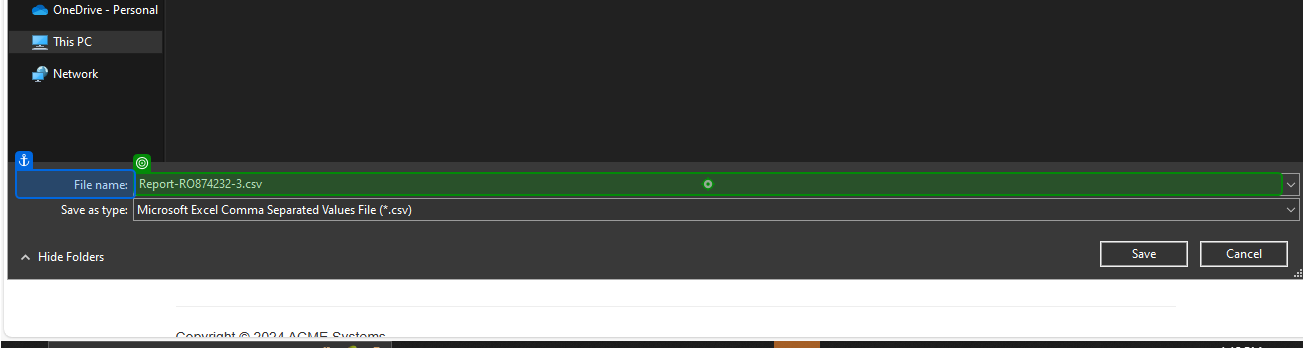 OneDrive - Personal
This PC
Network
File name: Report-RO874232-3.csv
Save as type: Microsoft Excel Comma Separated Values File (*.csv)
Hide Folders
Save Cancel
Copyright © 2024 ACME Systems